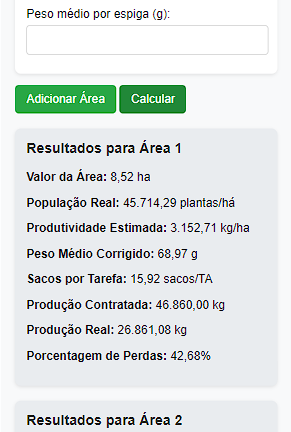 Peso médio por espiga (g):
Adicionar Área
Calcular
Resultados para Área 1
Valor da Área: 8,52 ha
População Real: 45.714,29 plantas/há
Produtividade Estimada: 3.152,71 kg/ha
Peso Médio Corrigido: 68,97 g
Sacos por Tarefa: 15,92 sacos/TA
Produção Contratada: 46.860,00 kg
Produção Real: 26.861,08 kg
Porcentagem de Perdas: 42,68%
Resultados para Área 2